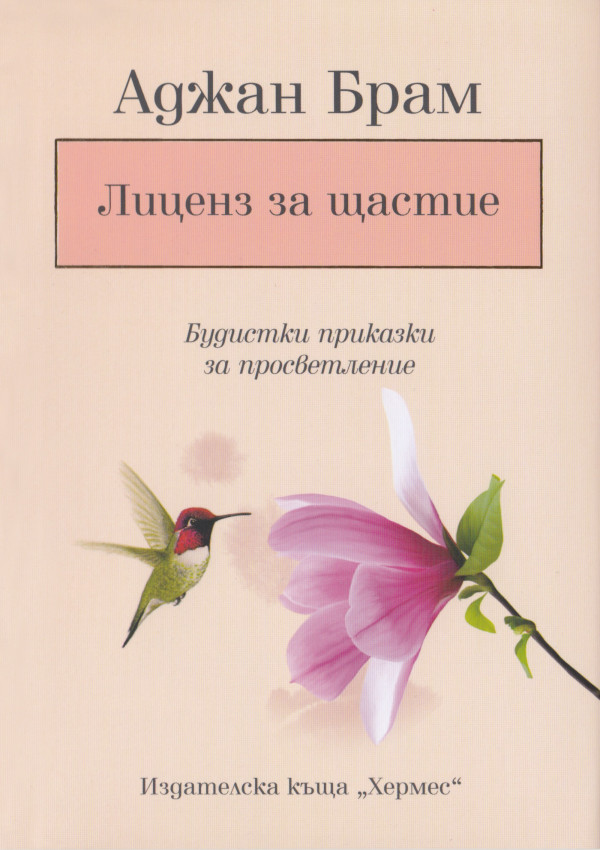 Аджан Брам
Лиценз за щастие
Будистки приказки
за просветление
Издателска къща „Хермес“